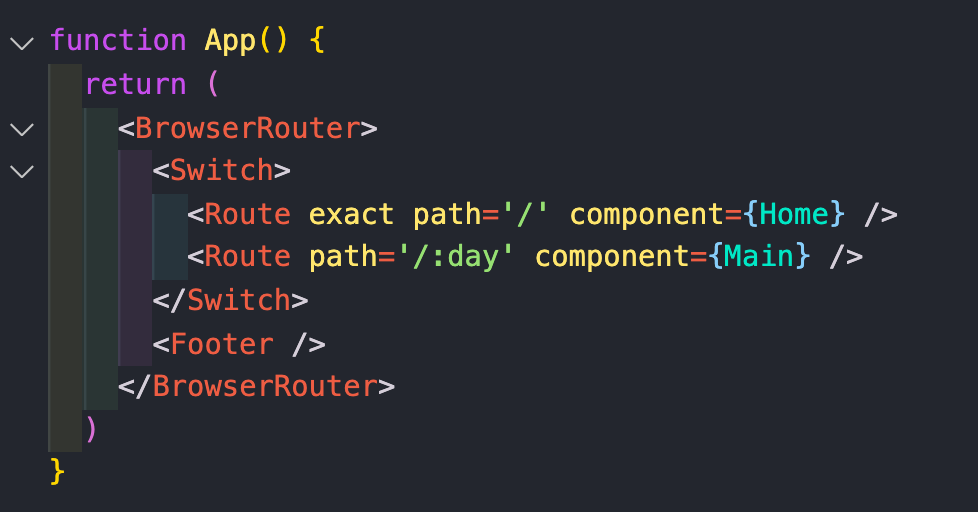 function App() {
  return (
    <BrowserRouter>
      <Switch>
        <Route exact path='/' component={Home} />
        <Route path='/:day' component={Main} />
      </Switch>
      <Footer />
    </BrowserRouter>
  )
}